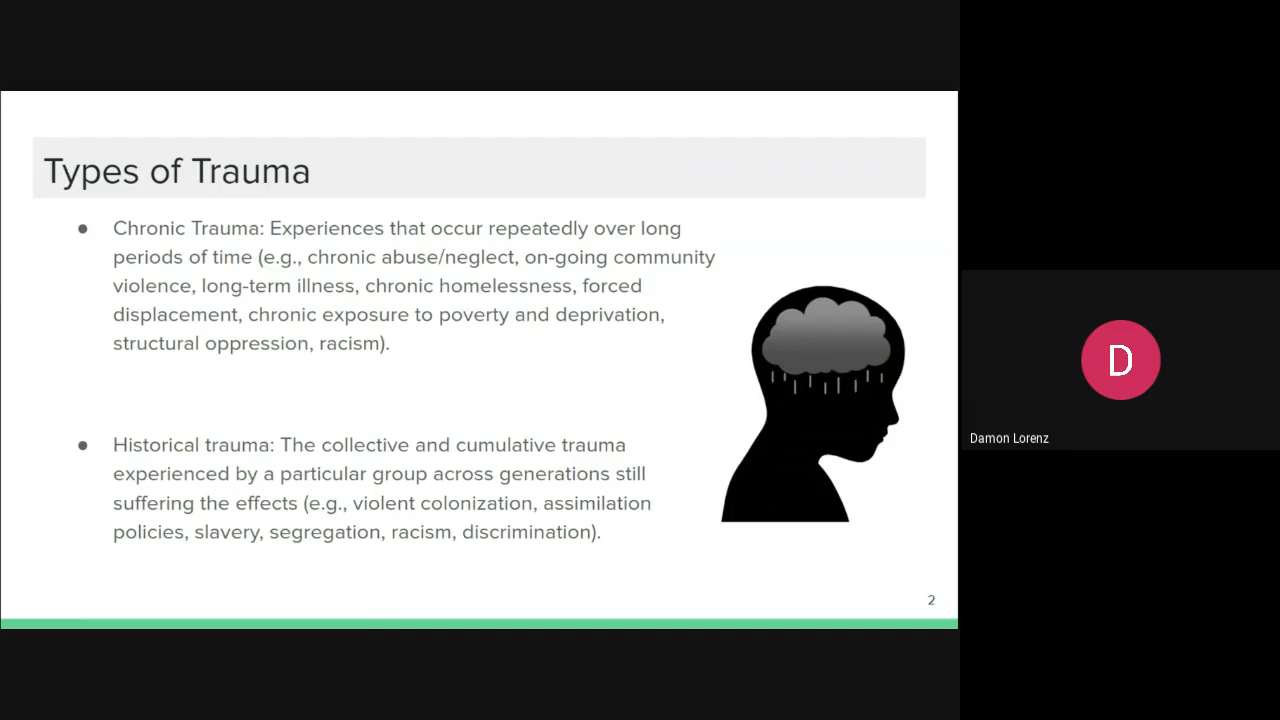 Types of Trauma
● Chronic Trauma: Experiences that occur repeatedly over long
periods of time (e.g., chronic abuse/neglect, on-going community
violence, long-term illness, chronic homelessness, forced
displacement, chronic exposure to poverty and deprivation,
structural oppression, racism).
● Historical trauma: The collective and cumulative trauma
experienced by a particular group across generations still
suffering the effects (e.g., violent colonization, assimilation
policies, slavery, segregation, racism, discrimination).
2
D
Damon Lorenz